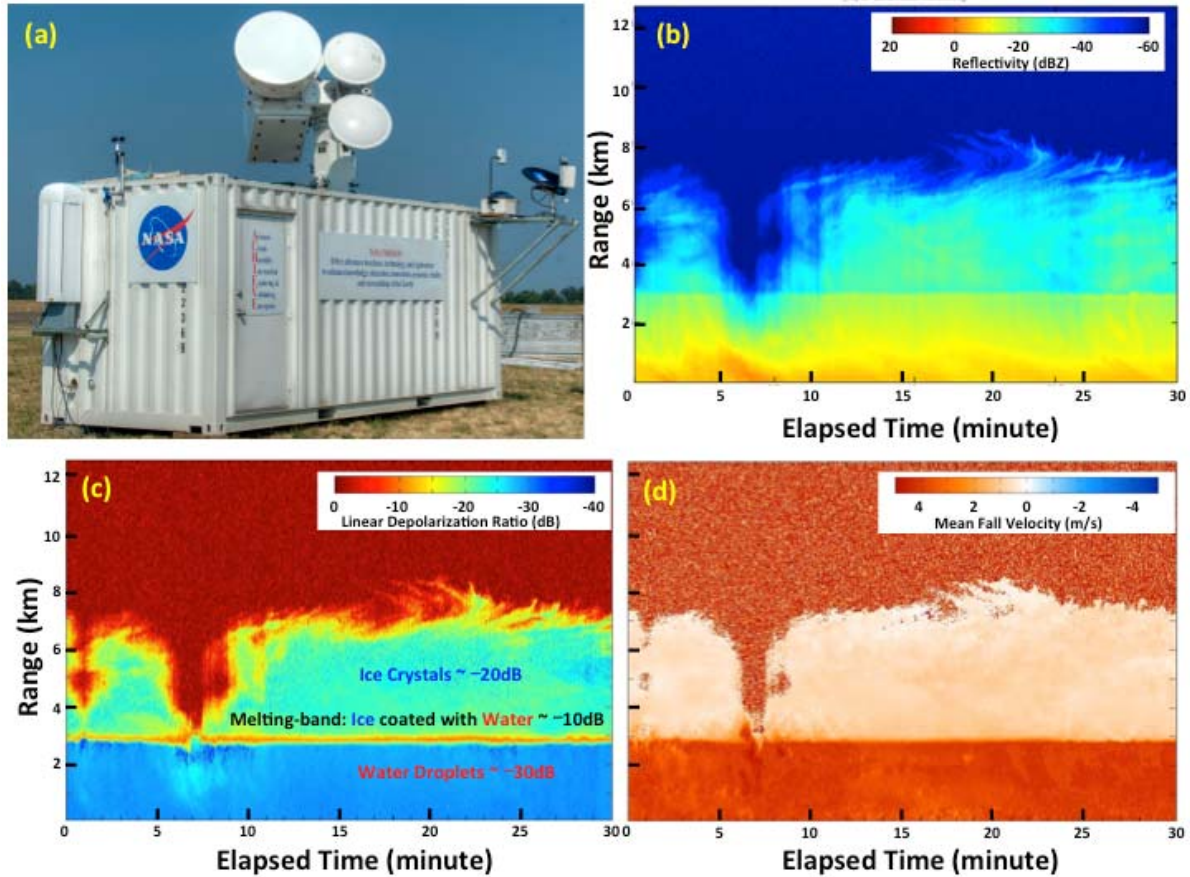 (a)
NASA
(b)
20 0 -20 -40 -60
Reflectivity (dBZ)
12
10
8
6
4
2
Range (km)
0 5 10 15 20 25 30
Elapsed Time (minute)
(c)
0 -10 -20 -30 -40
Linear Depolarization Ratio (dB)
12
10
8
6
4
2
Range (km)
Ice Crystals ~ −20dB
Melting-band: Ice coated with Water ~ −10dB
Water Droplets ~ −30dB
0 5 10 15 20 25 30
Elapsed Time (minute)
(d)
4 2 0 -2 -4
Mean Fall Velocity (m/s)
0 5 10 15 20 25 30
Elapsed Time (minute)